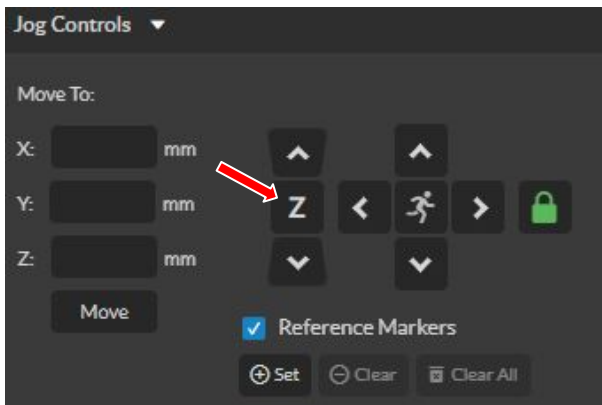 Jog Controls
Move To:
X: mm
Y: mm Z
Z: mm
Move
Reference Markers
Set Clear Clear All